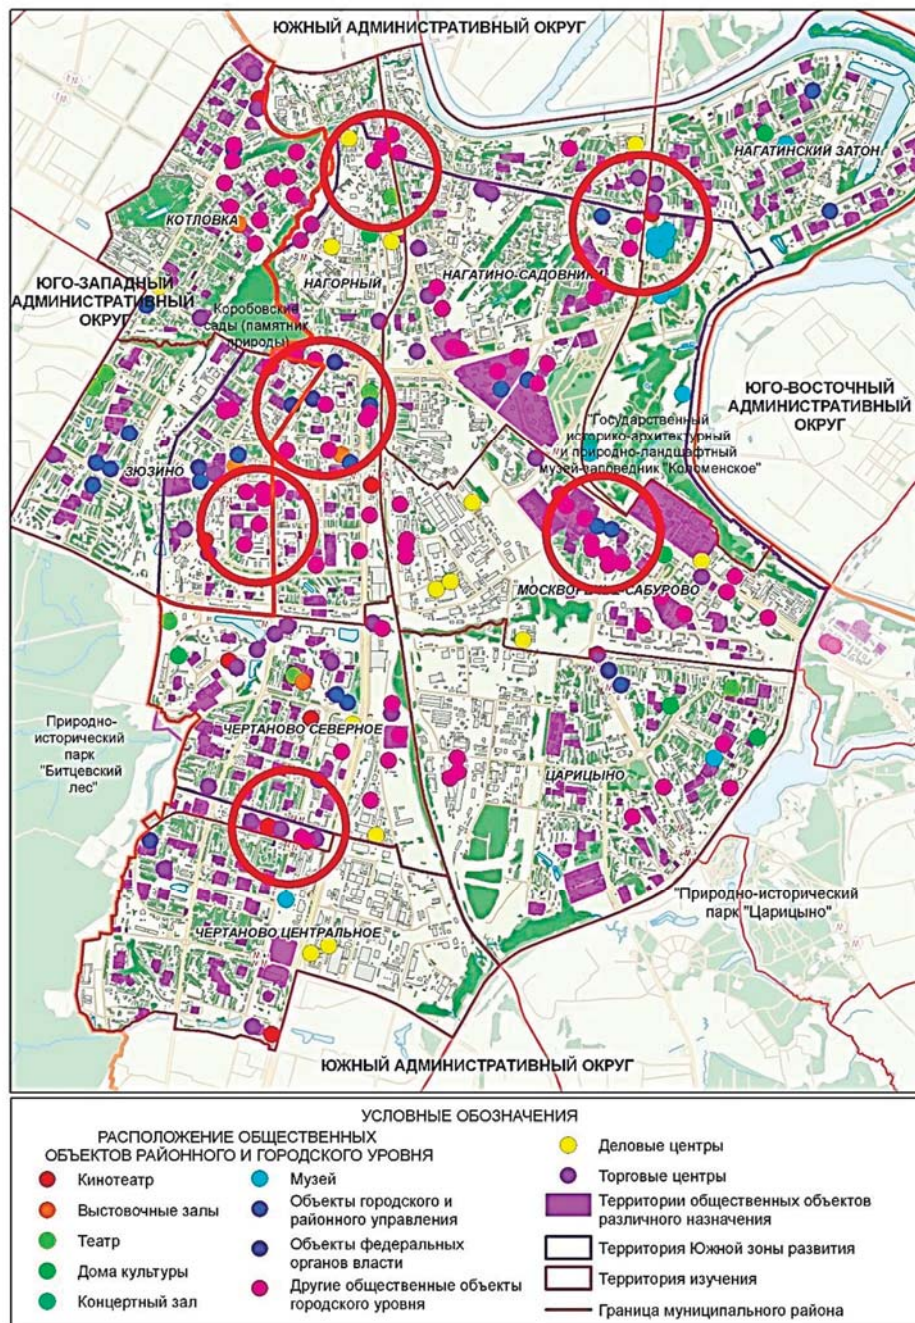 ЮЖНЫЙ АДМИНИСТРАТИВНЫЙ ОКРУГ
НАГАТИНСКИЙ ЗАТОН
КОТЛОВКА
НАГАТИНО-САДОВНИКИ
НАГОРНЫЙ
ЮГО-ЗАПАДНЫЙ
АДМИНИСТРАТИВНЫЙ
ОКРУГ
Коробовские
сады (памятник
природы)
ЮГО-ВОСТОЧНЫЙ
АДМИНИСТРАТИВНЫЙ
ОКРУГ
"Государственный
историко-архитектурный
и природно-ландшафтный
музей-заповедник "Коломенское"
ЗЮЗИНО
МОСКВОРЕЧЬЕ-САБУРОВО
Природно-
исторический
парк
"Битцевский
лес"
ЧЕРТАНОВО СЕВЕРНОЕ
ЦАРИЦЫНО
"Природно-исторический
парк "Царицыно"
ЧЕРТАНОВО ЦЕНТРАЛЬНОЕ
ЮЖНЫЙ АДМИНИСТРАТИВНЫЙ ОКРУГ
УСЛОВНЫЕ ОБОЗНАЧЕНИЯ
РАСПОЛОЖЕНИЕ ОБЩЕСТВЕННЫХ
ОБЪЕКТОВ РАЙОННОГО И ГОРОДСКОГО УРОВНЯ
Кинотеатр
Выстовочные залы
Театр
Дома культуры
Концертный зал
Музей
Объекты городского и
районного управления
Объекты федеральных
органов власти
Другие общественные объекты
городского уровня
Деловые центры
Торговые центры
Территории общественных объектов
различного назначения
Территория Южной зоны развития
Территория изучения
Граница муниципального района